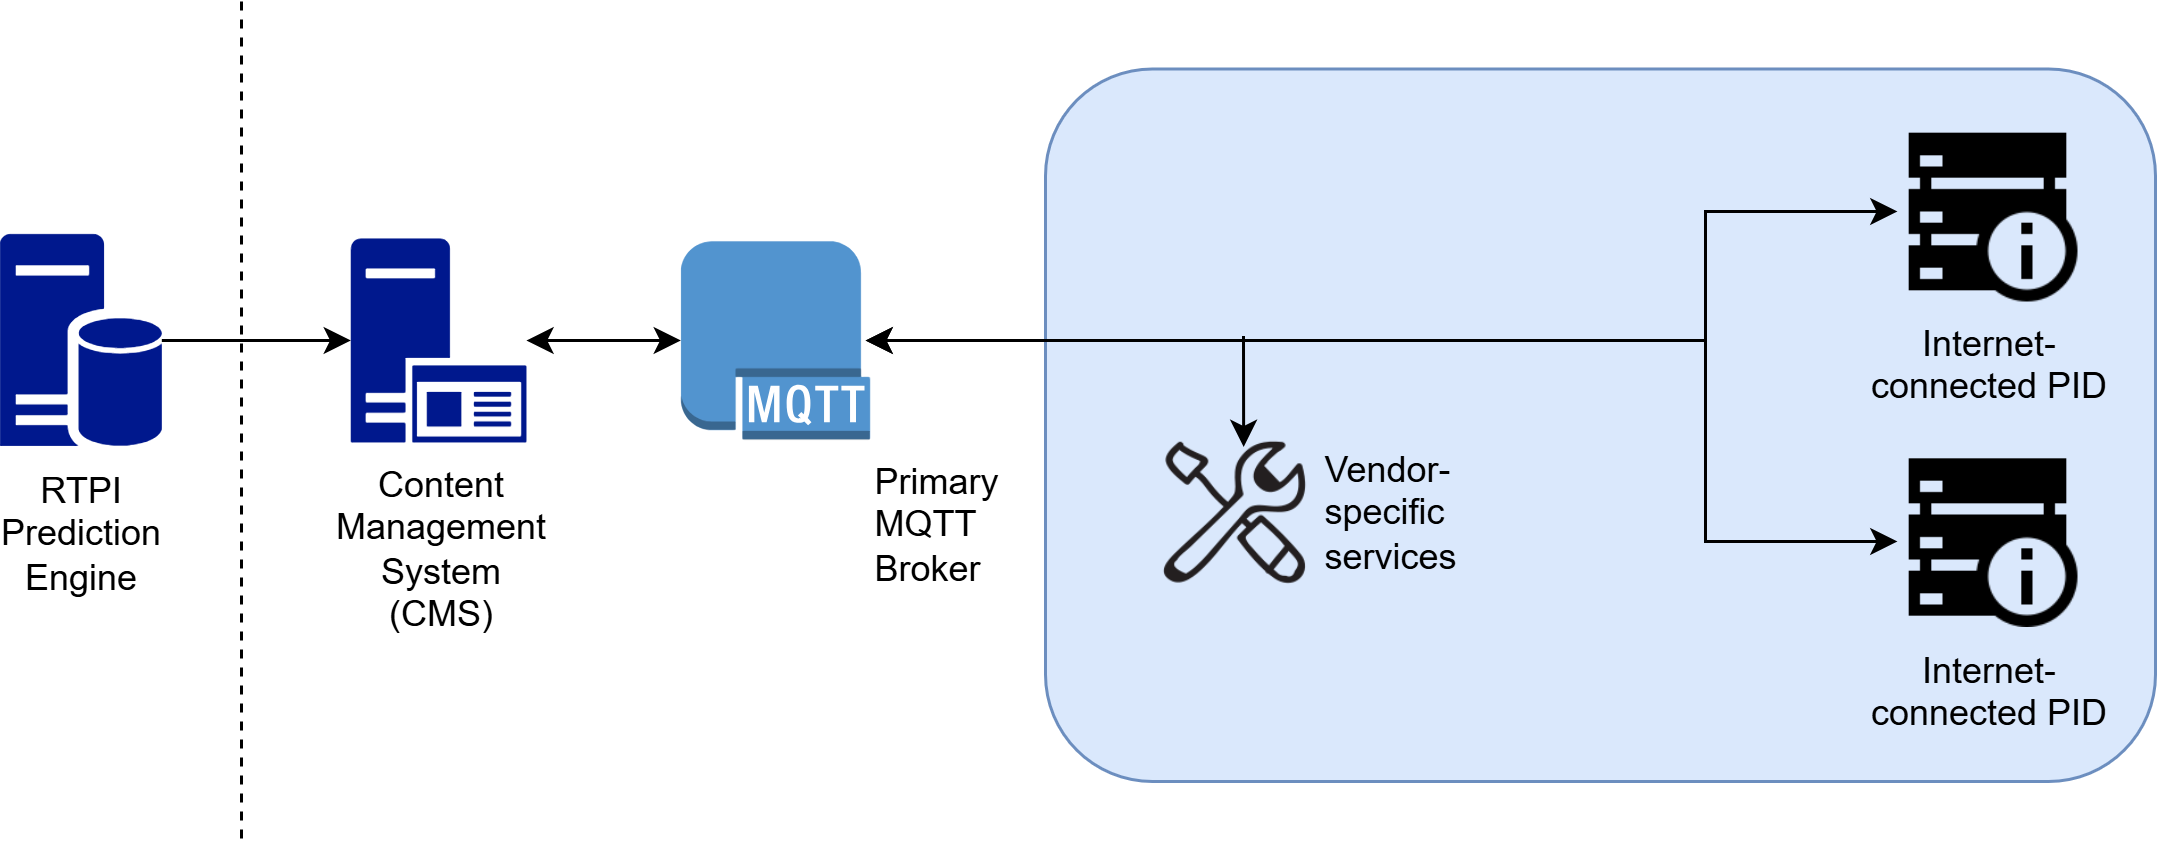 RTPI
Prediction
Engine
Content
Management
System
(CMS)
MQTT
Primary
MQTT
Broker
Vendor-
specific
services
Internet-
connected PID
Internet-
connected PID